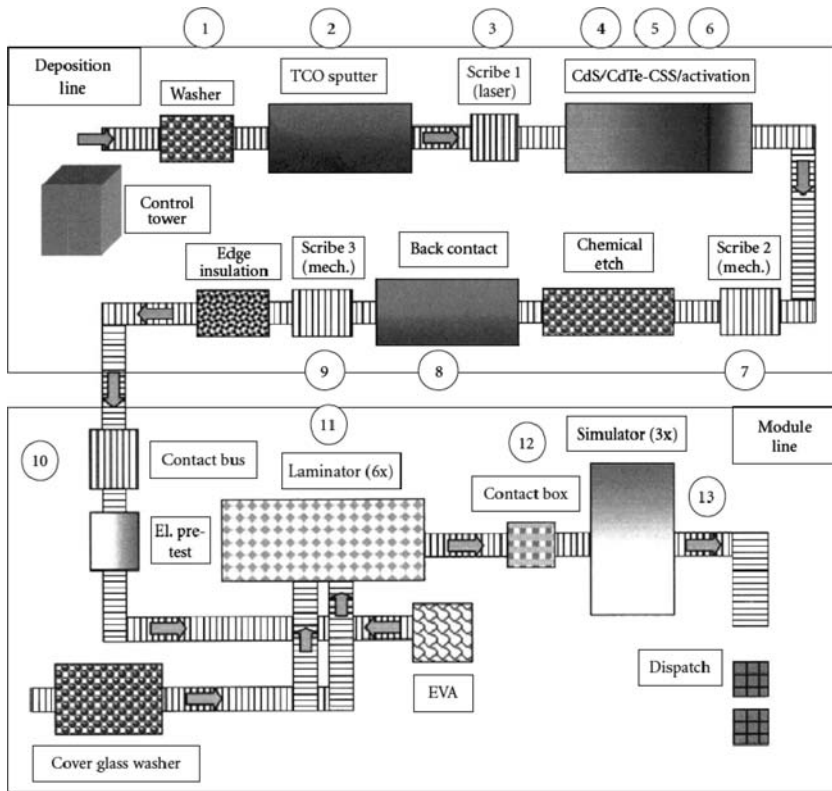 1
2
3
4
5
6
Deposition
line
Washer
TCO sputter
Scribe 1
(laser)
CdS/CdTe-CSS/activation
Control
tower
Edge
insulation
Scribe 3
(mech.)
Back contact
Chemical
etch
Scribe 2
(mech.)
9
8
7
10
11
12
13
Module
line
Contact bus
Laminator (6x)
Contact box
Simulator (3x)
El. pre-
test
EVA
Dispatch
Cover glass washer